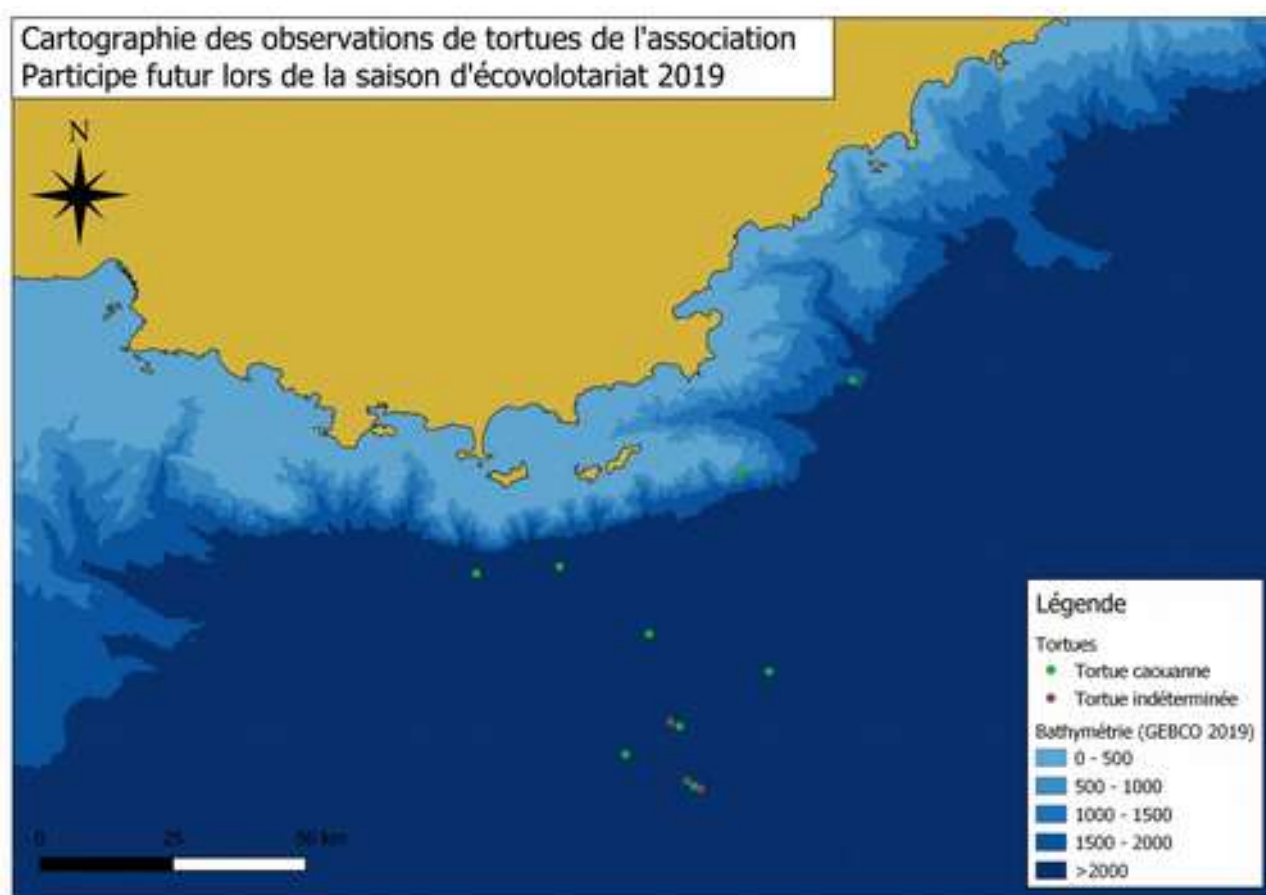 Cartographie des observations de tortues de l'association
Participe futur lors de la saison d'écovolotariat 2019
N
Légende
Tortues
Tortue caouanne
Tortue indéterminée
Bathymétrie (GEBCO 2019)
0 - 500
500 - 1000
1000 - 1500
1500 - 2000
>2000
0 25 km